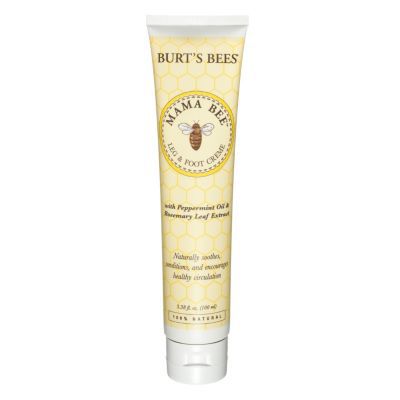 BURT'S BEES®
MAMA BEE™
LEG & FOOT CREME
with Peppermint Oil &
Rosemary Leaf Extract
Naturally soothes,
conditions, and encourages
healthy circulation
3.38 fl. oz. (100 ml)
100% NATURAL